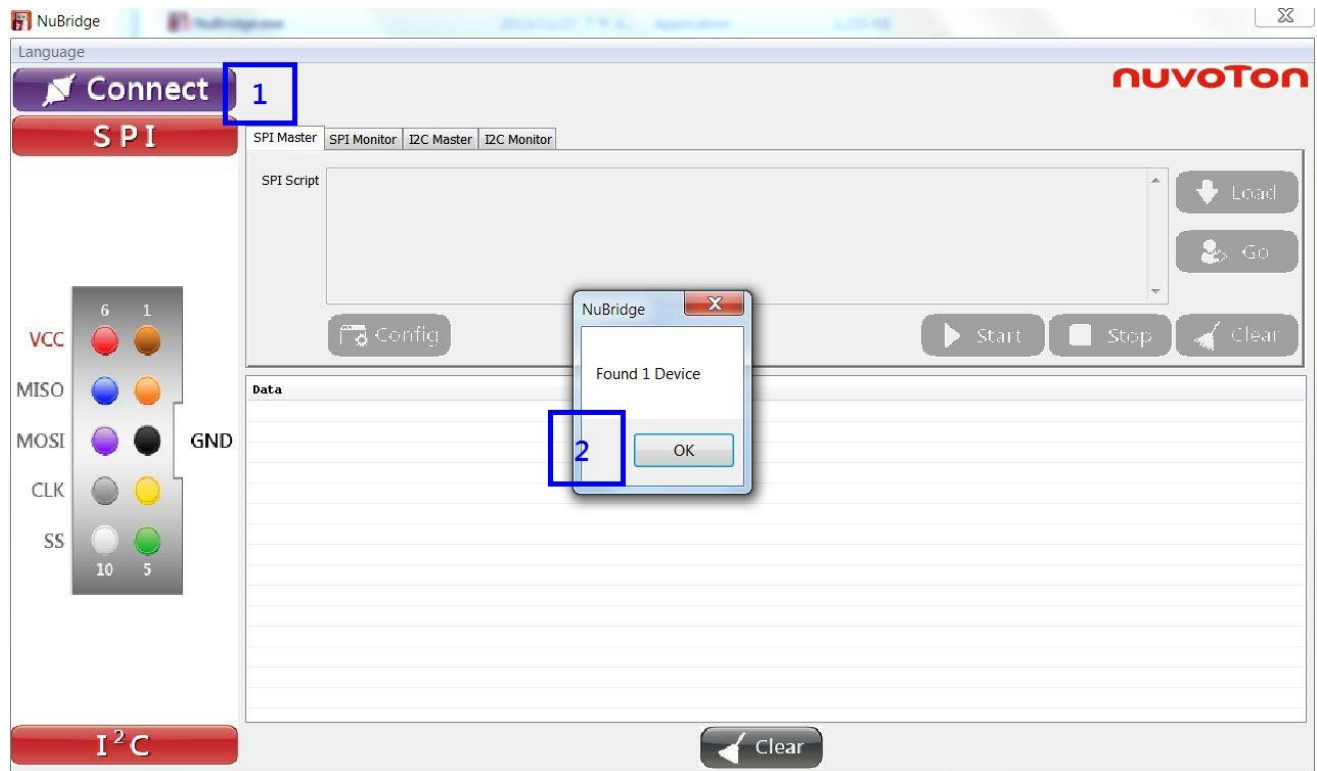 NuBridge
Language
Connect
1
nuvoTon
SPI
SPI Master SPI Monitor I2C Master I2C Monitor
SPI Script
Load
Go
Config
Start Stop Clear
NuBridge
Found 1 Device
2
OK
Data
6 1
VCC
MISO
MOSI GND
CLK
SS
10 5
I²C
Clear